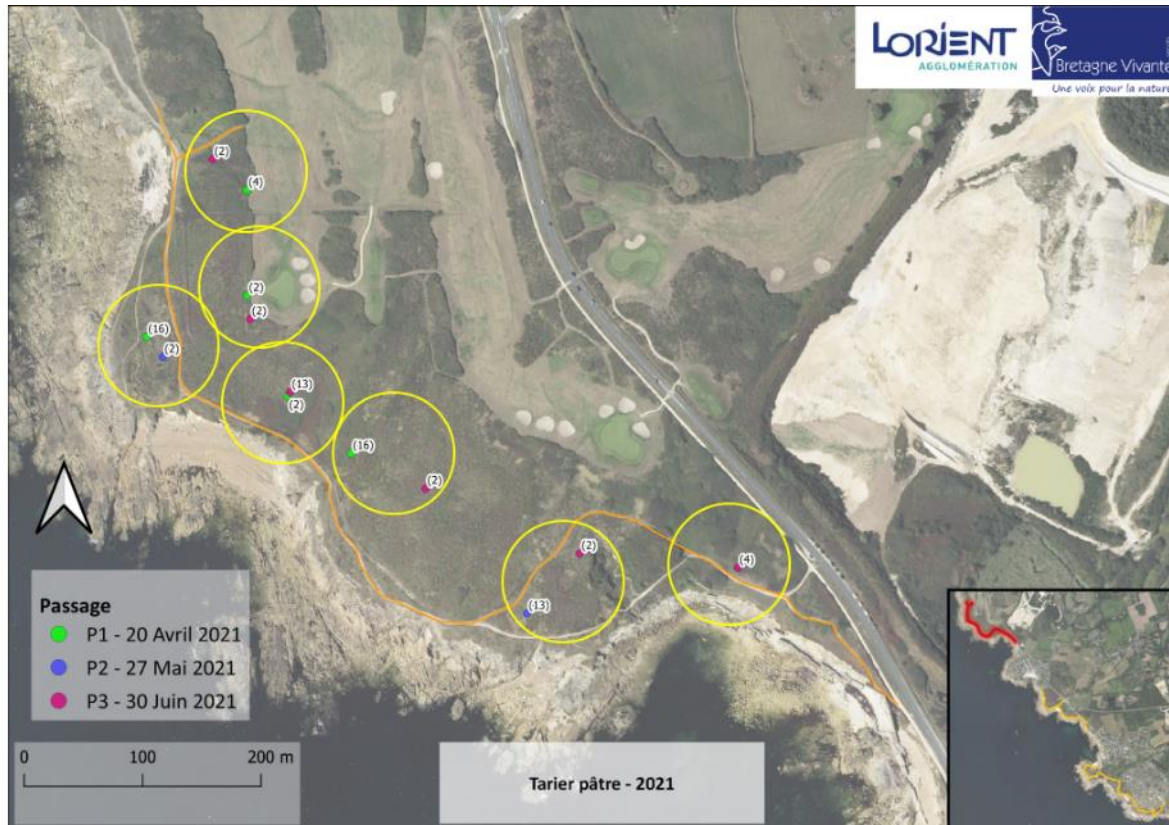 LORIENT
AGGLOMÉRATION
Bretagne Vivante
Une voix pour la nature
(2)
(4)
(2)
(2)
(16)
(2)
(13)
(2)
(16)
(2)
(2)
(4)
(13)
Passage
P1 - 20 Avril 2021
P2 - 27 Mai 2021
P3 - 30 Juin 2021
0 100 200 m
Tarier pâtre - 2021